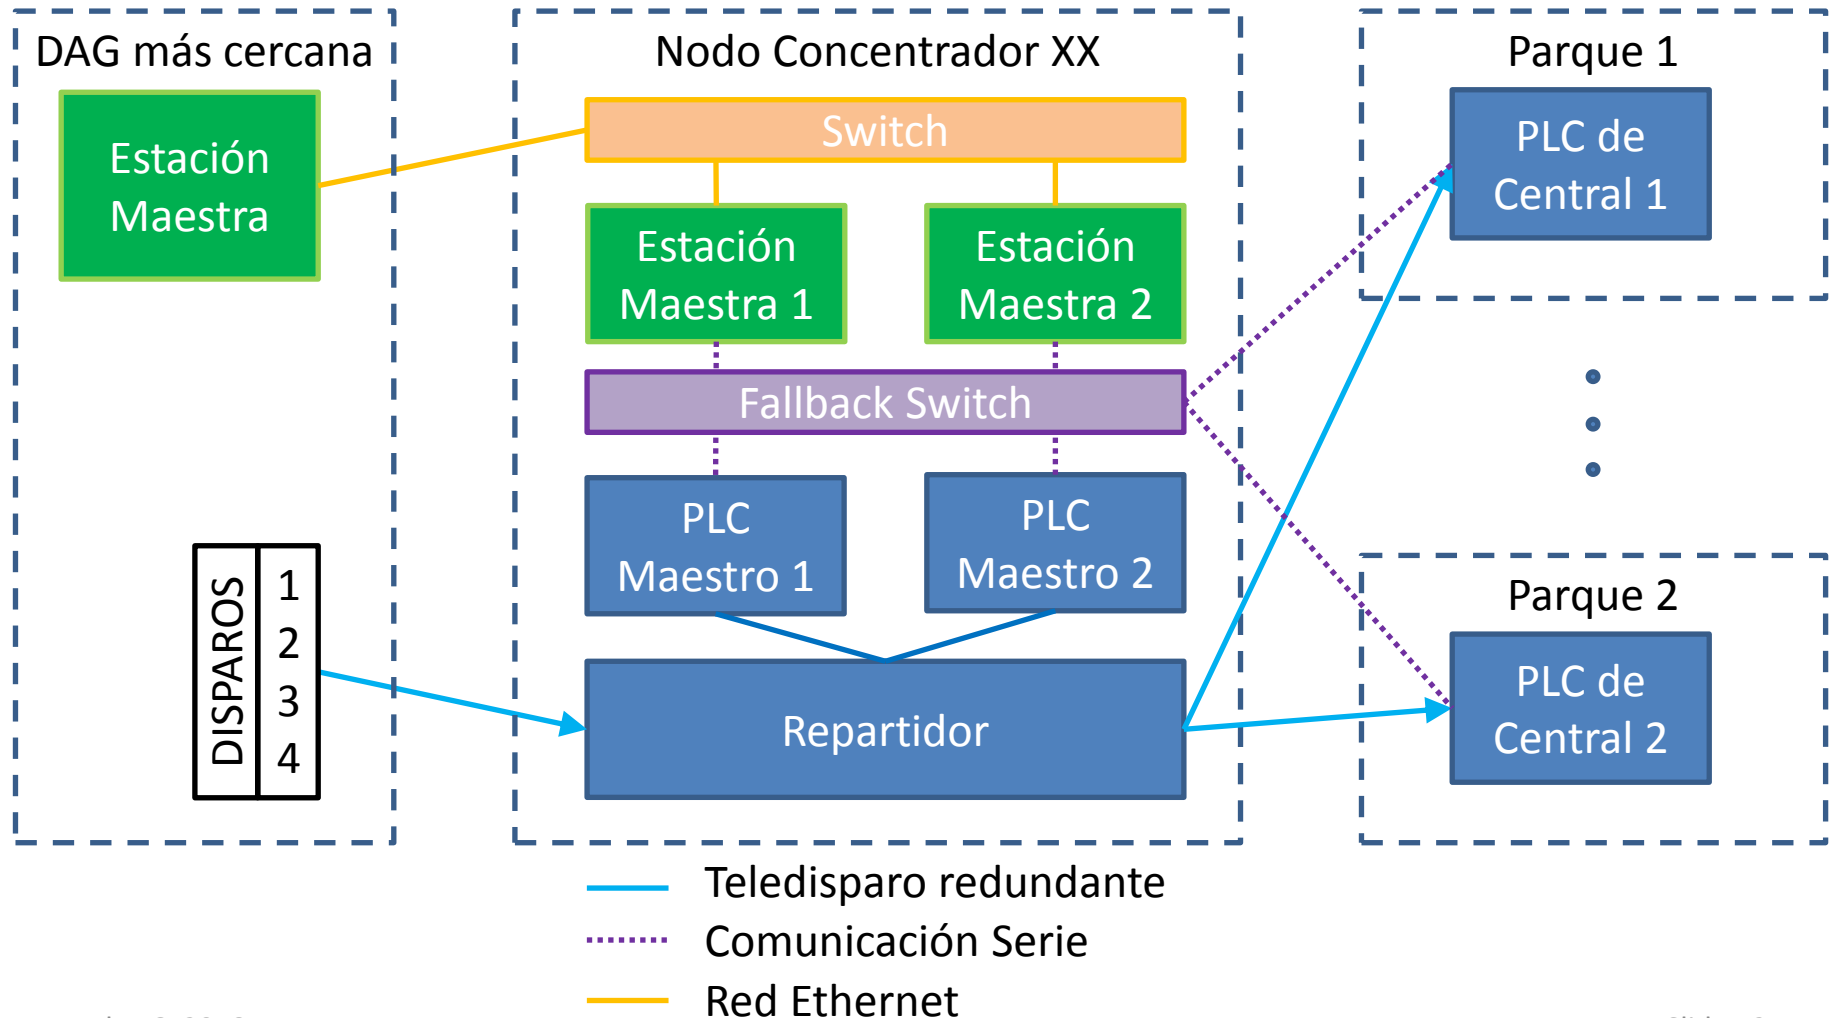 DAG más cercana
Estación
Maestra
DISPAROS
1
2
3
4
Nodo Concentrador XX
Switch
Estación
Maestra 1
Estación
Maestra 2
Fallback Switch
PLC
Maestro 1
PLC
Maestro 2
Repartidor
Parque 1
PLC de
Central 1
Parque 2
PLC de
Central 2
Teledisparo redundante
Comunicación Serie
Red Ethernet